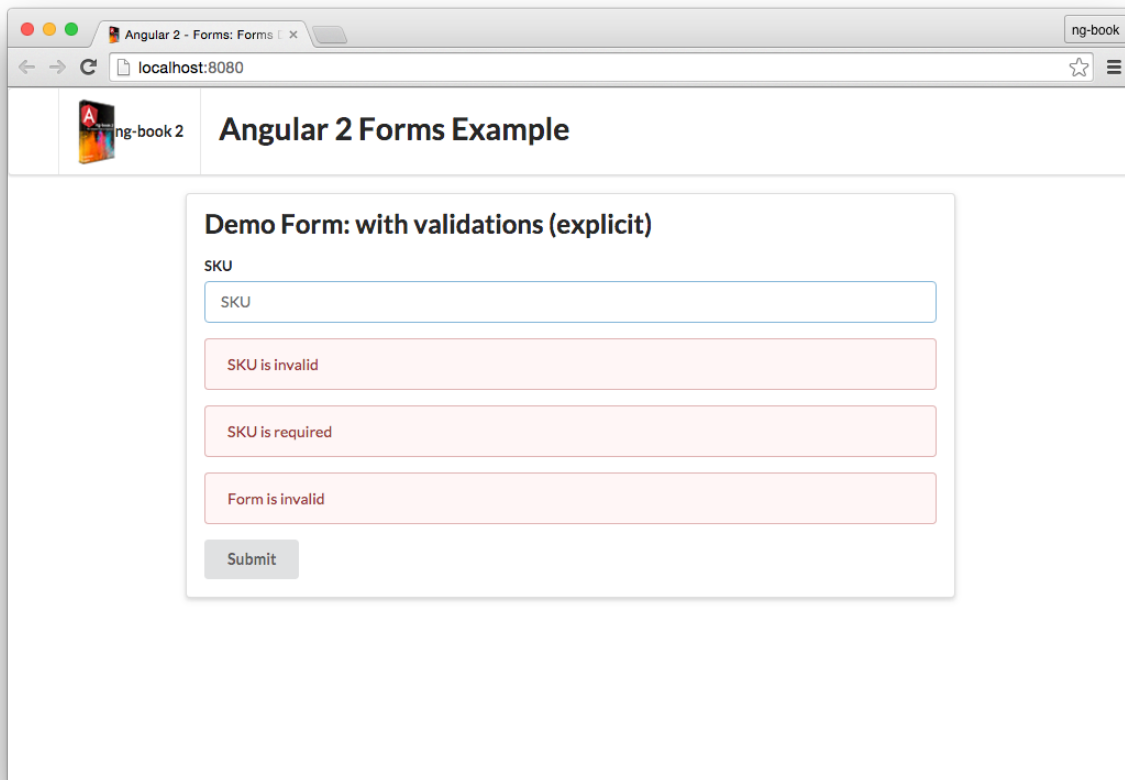 Angular 2 - Forms: Forms
ng-book
localhost:8080
ng-book 2
Angular 2 Forms Example
Demo Form: with validations (explicit)
SKU
SKU
SKU is invalid
SKU is required
Form is invalid
Submit